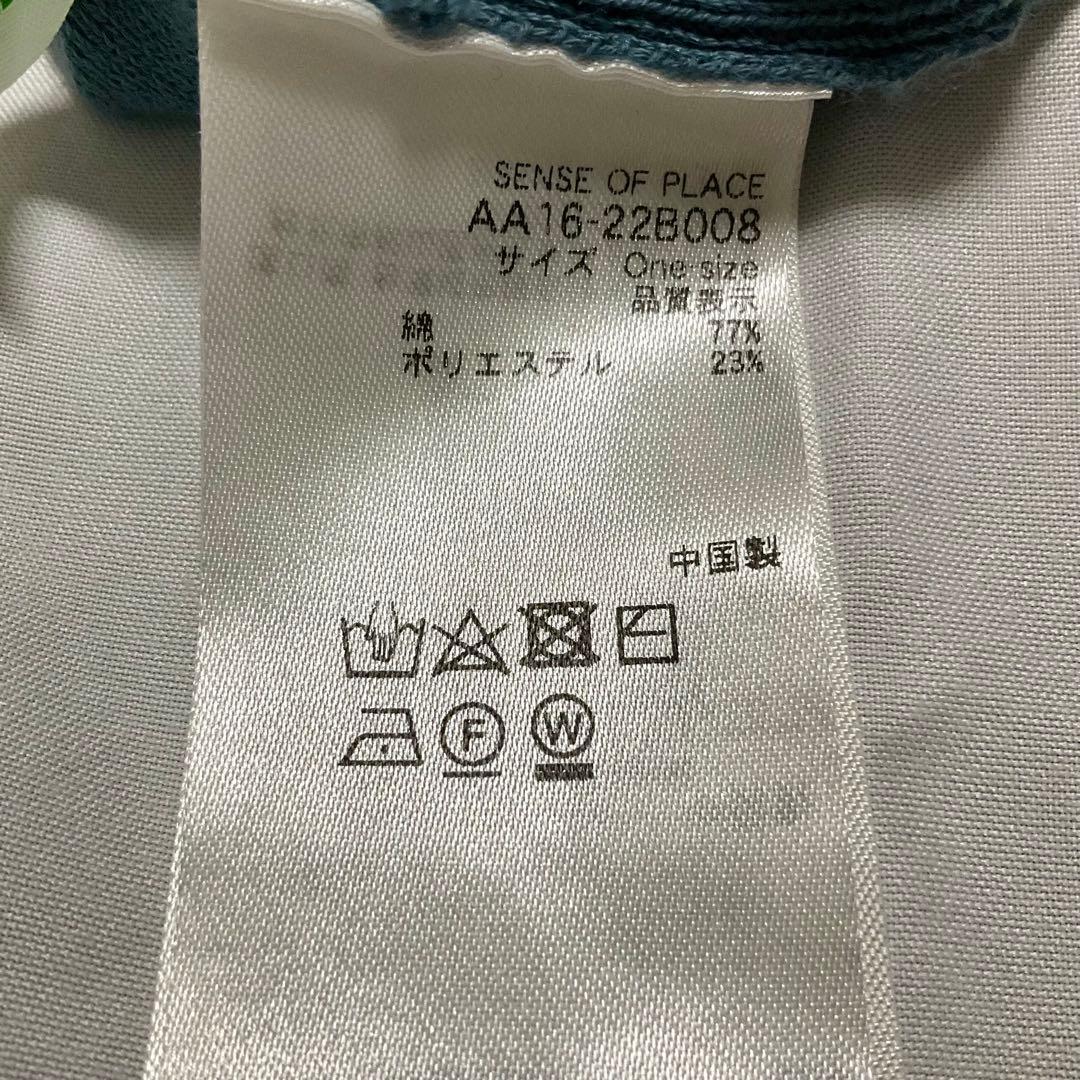 SENSE OF PLACE
AA16-22B008
サイズ One size
品質表示
綿 77%
ポリエステル 23%
中国製
F W